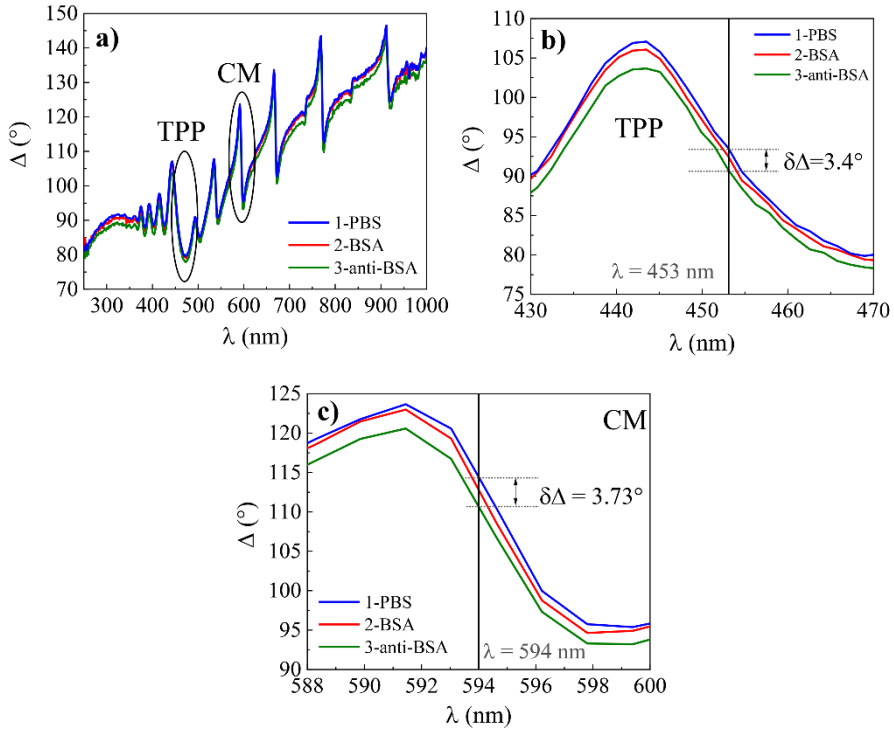 a)
CM
TPP
1-PBS
2-BSA
3-anti-BSA
Δ (°)
150
140
130
120
110
100
90
80
70
300 400 500 600 700 800 900 1000
λ (nm)
b)
1-PBS
2-BSA
3-anti-BSA
TPP
δΔ=3.4°
λ = 453 nm
Δ (°)
110
105
100
95
90
85
80
75
430 440 450 460 470
λ (nm)
c)
CM
δΔ = 3.73°
1-PBS
2-BSA
3-anti-BSA
λ = 594 nm
Δ (°)
125
120
115
110
105
100
95
90
588 590 592 594 596 598 600
λ (nm)